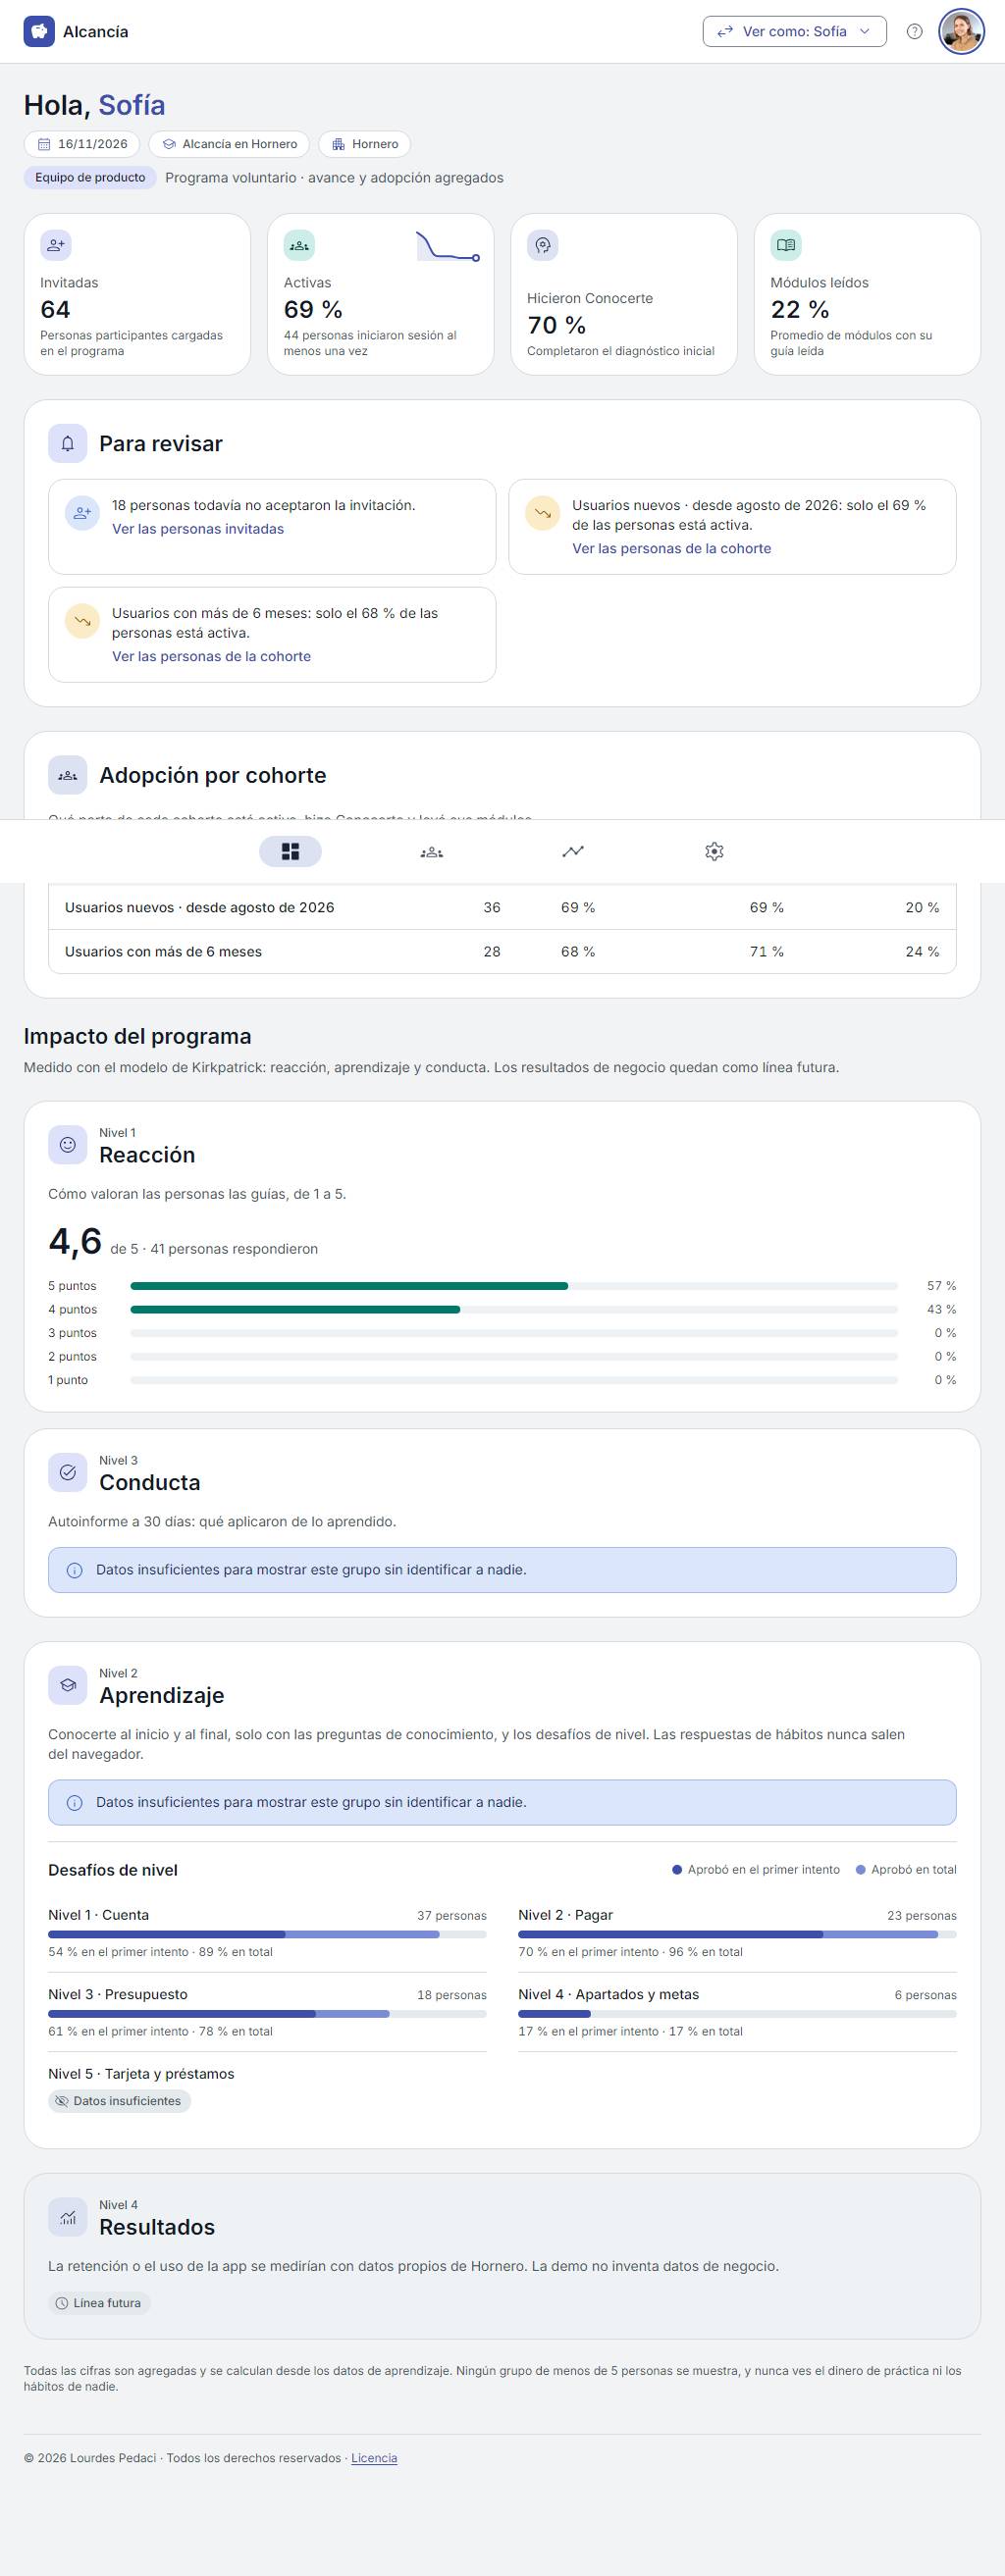 Alcancía
Ver como: Sofía
Hola, Sofía
16/11/2026
Alcancía en Hornero
Hornero
Equipo de producto
Programa voluntario · avance y adopción agregados
Invitadas
64
Personas participantes cargadas
en el programa
Activas
69 %
44 personas iniciaron sesión al
menos una vez
Hicieron Conocerte
70 %
Completaron el diagnóstico inicial
Módulos leídos
22 %
Promedio de módulos con su
guía leída
Para revisar
18 personas todavía no aceptaron la invitación.
Ver las personas invitadas
Usuarios nuevos · desde agosto de 2026: solo el 69 %
de las personas está activa.
Ver las personas de la cohorte
Usuarios con más de 6 meses: solo el 68 % de las
personas está activa.
Ver las personas de la cohorte
Adopción por cohorte
Usuarios nuevos · desde agosto de 2026 36 69 % 69 % 20 %
Usuarios con más de 6 meses 28 68 % 71 % 24 %
Impacto del programa
Medido con el modelo de Kirkpatrick: reacción, aprendizaje y conducta. Los resultados de negocio quedan como línea futura.
Nivel 1
Reacción
Cómo valoran las personas las guías, de 1 a 5.
4,6 de 5 · 41 personas respondieron
5 puntos 57 %
4 puntos 43 %
3 puntos 0 %
2 puntos 0 %
1 punto 0 %
Nivel 3
Conducta
Autoinforme a 30 días: qué aplicaron de lo aprendido.
Datos insuficientes para mostrar este grupo sin identificar a nadie.
Nivel 2
Aprendizaje
Conocerte al inicio y al final, solo con las preguntas de conocimiento, y los desafíos de nivel. Las respuestas de hábitos nunca salen
del navegador.
Datos insuficientes para mostrar este grupo sin identificar a nadie.
Desafíos de nivel
Aprobó en el primer intento
Aprobó en total
Nivel 1 · Cuenta 37 personas
54 % en el primer intento · 89 % en total
Nivel 2 · Pagar 23 personas
70 % en el primer intento · 96 % en total
Nivel 3 · Presupuesto 18 personas
61 % en el primer intento · 78 % en total
Nivel 4 · Apartados y metas 6 personas
17 % en el primer intento · 17 % en total
Nivel 5 · Tarjeta y préstamos
Datos insuficientes
Nivel 4
Resultados
La retención o el uso de la app se medirían con datos propios de Hornero. La demo no inventa datos de negocio.
Línea futura
Todas las cifras son agregadas y se calculan desde los datos de aprendizaje. Ningún grupo de menos de 5 personas se muestra, y nunca ves el dinero de práctica ni los
hábitos de nadie.
© 2026 Lourdes Pedaci · Todos los derechos reservados · Licencia